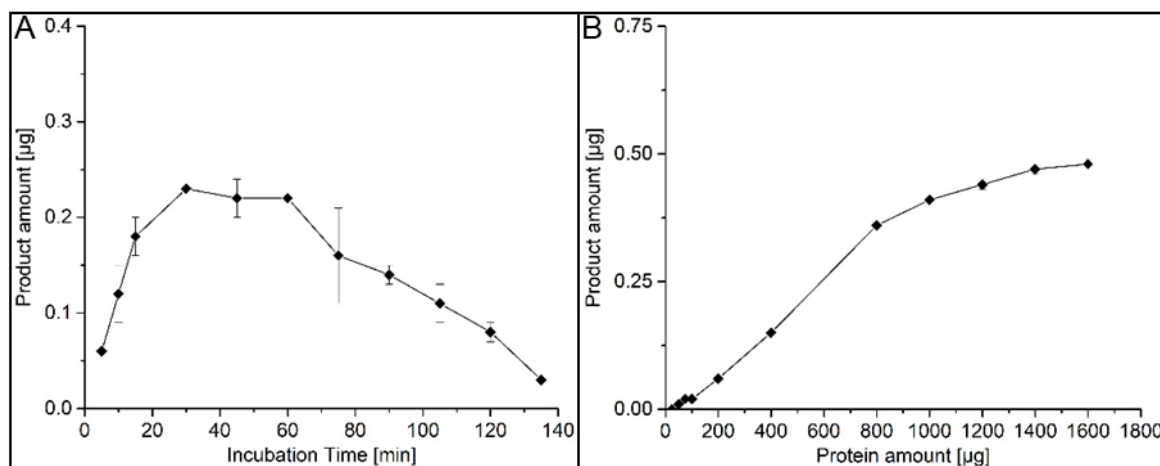 A
0.4
0.3
0.2
0.1
0.0
Product amount [µg]
0 20 40 60 80 100 120 140
Incubation Time [min]
B
0.75
0.50
0.25
0.00
Product amount [µg]
0 200 400 600 800 1000 1200 1400 1600 1800
Protein amount [µg]